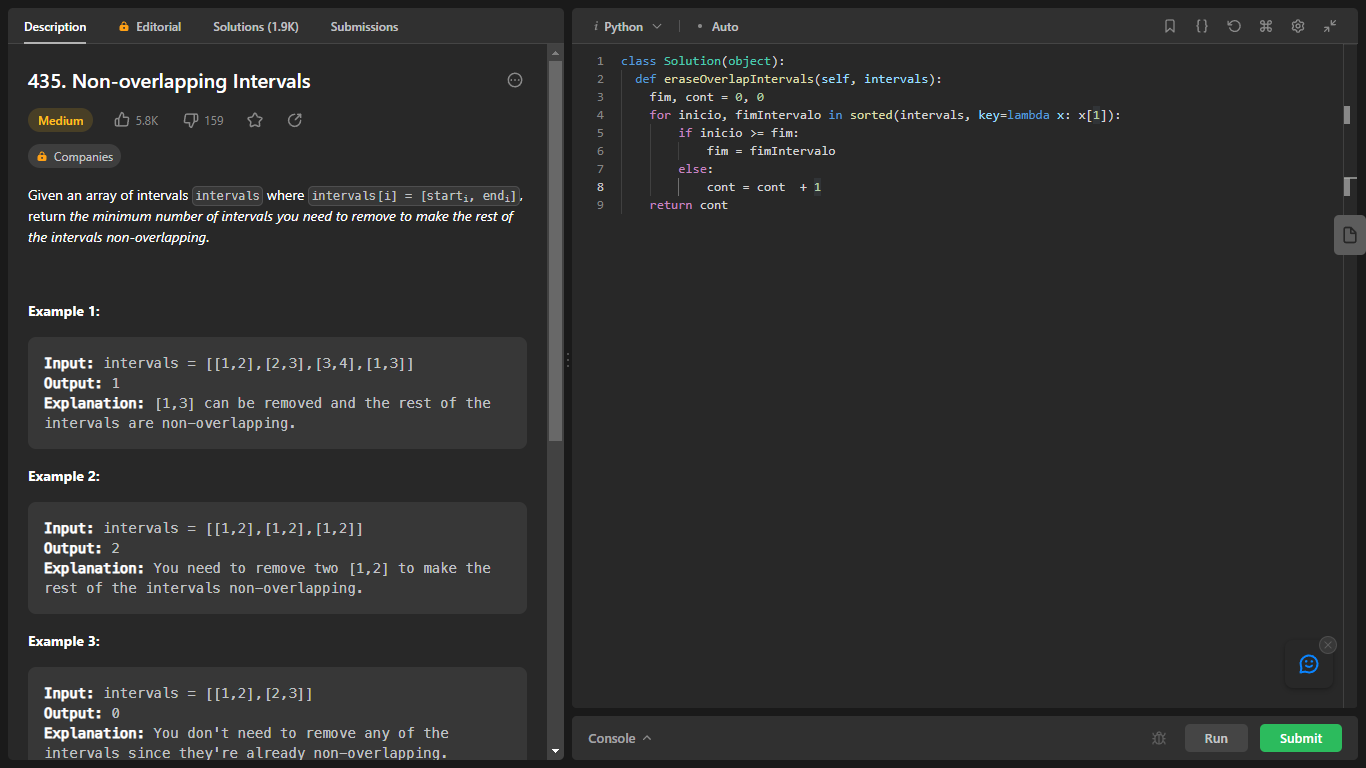 Description Editorial Solutions (1.9K) Submissions
435. Non-overlapping Intervals
Medium 5.8K 159
Companies
Given an array of intervals intervals where intervals[i] = [starti, endi],
return the minimum number of intervals you need to remove to make the rest of
the intervals non-overlapping.
Example 1:
Input: intervals = [[1,2],[2,3],[3,4],[1,3]]
Output: 1
Explanation: [1,3] can be removed and the rest of the
intervals are non-overlapping.
Example 2:
Input: intervals = [[1,2],[1,2],[1,2]]
Output: 2
Explanation: You need to remove two [1,2] to make the
rest of the intervals non-overlapping.
Example 3:
Input: intervals = [[1,2],[2,3]]
Output: 0
Explanation: You don't need to remove any of the
intervals since they're already non-overlapping.
i Python • Auto
1 class Solution(object):
2 def eraseOverlapIntervals(self, intervals):
3 fim, cont = 0, 0
4 for inicio, fimIntervalo in sorted(intervals, key=lambda x: x[1]):
5 if inicio >= fim:
6 fim = fimIntervalo
7 else:
8 cont = cont  + 1
9 return cont
Console Run Submit